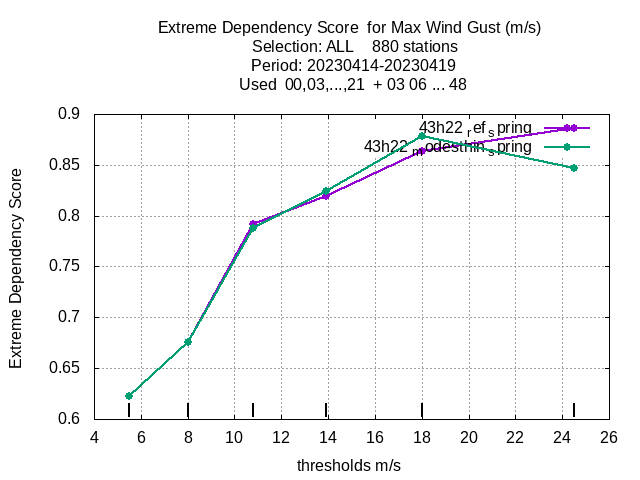 Extreme Dependency Score  for Max Wind Gust (m/s)
Selection: ALL    880 stations
Period: 20230414-20230419
Used  00,03,...,21  + 03 06 ... 48
43h22_ref_spring
43h22_modesthin_spring
Extreme Dependency Score
0.9
0.85
0.8
0.75
0.7
0.65
0.6
4 6 8 10 12 14 16 18 20 22 24 26
thresholds m/s